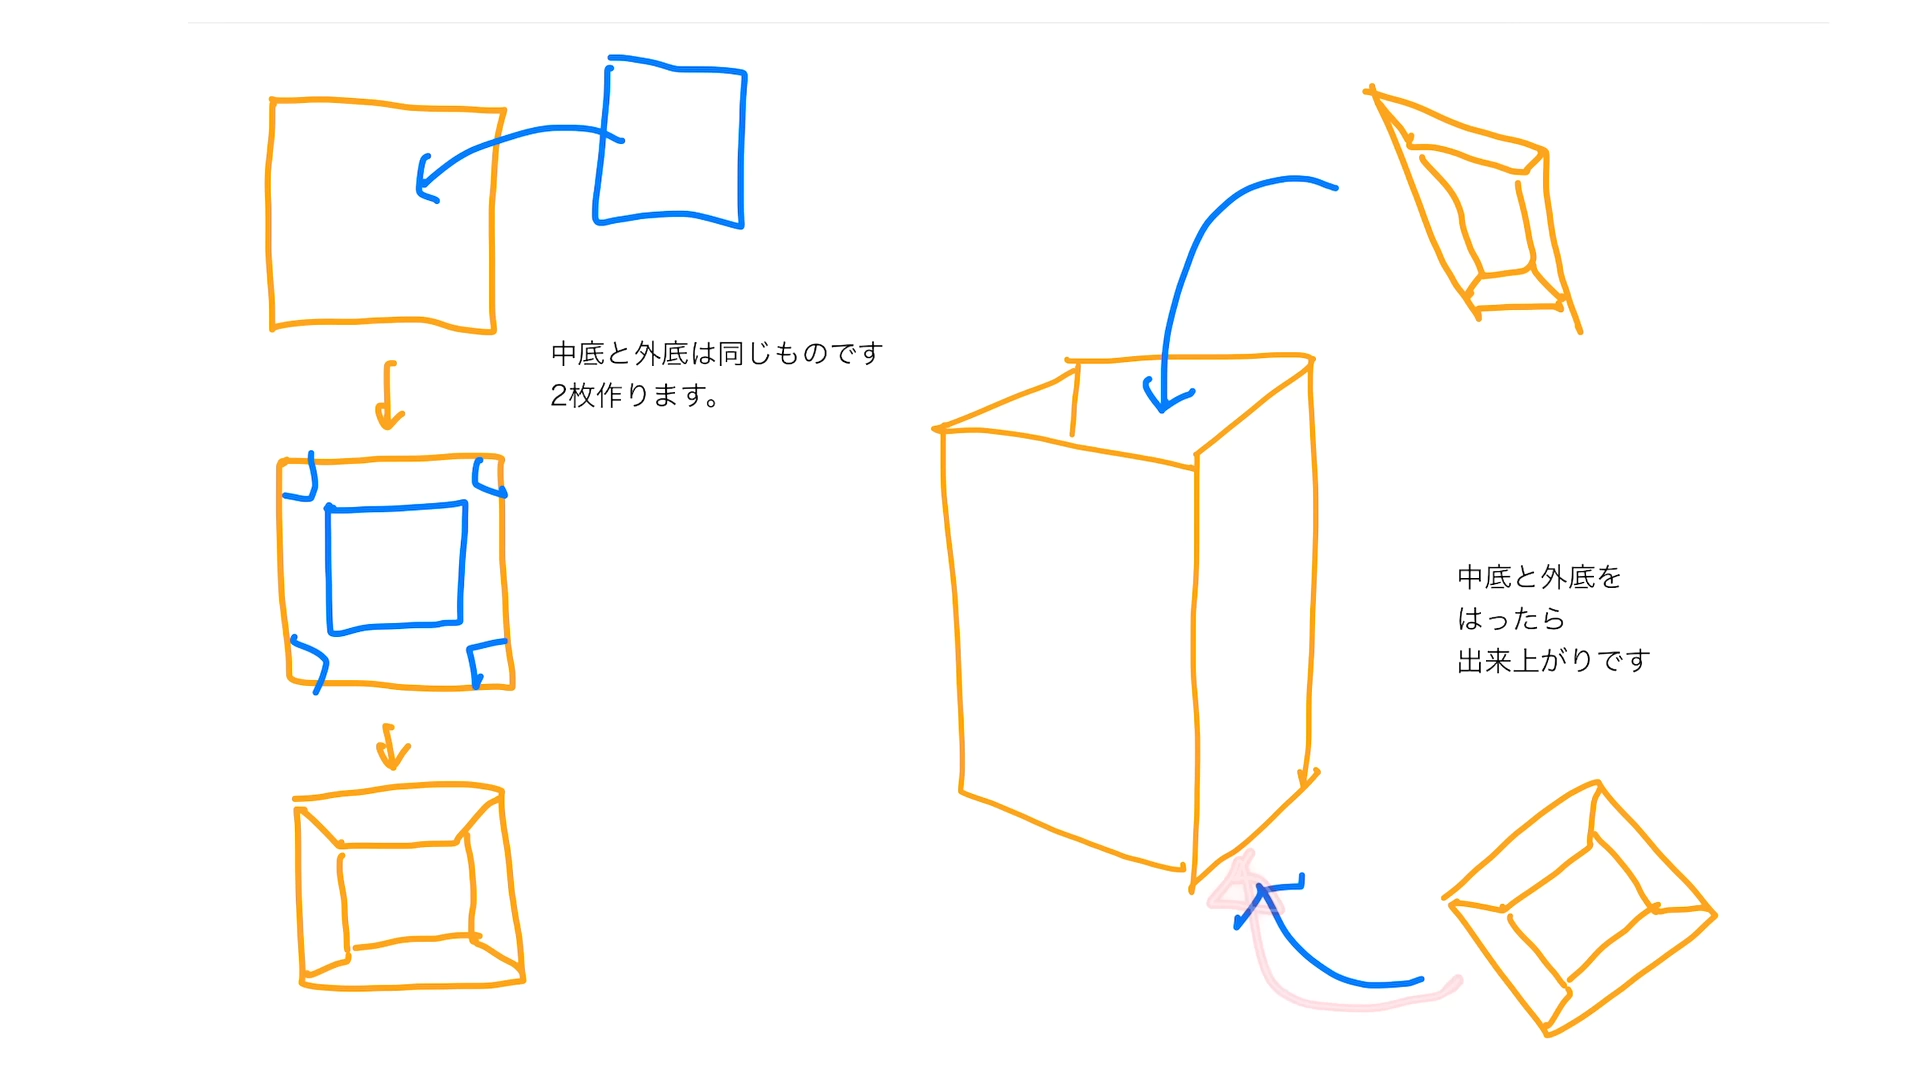 中底と外底は同じものです
2枚作ります。
中底と外底を
はったら
出来上がりです